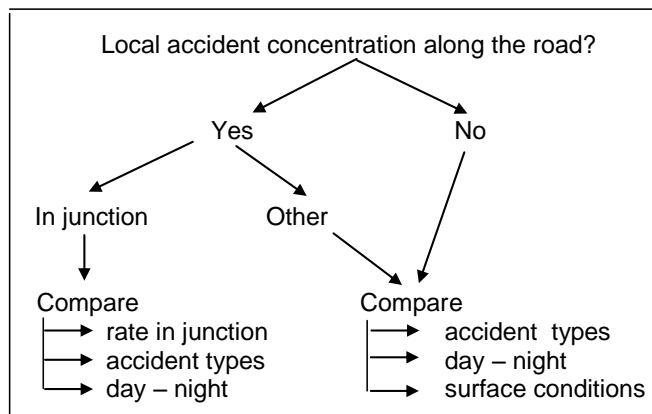 Local accident concentration along the road?
Yes
No
In junction
Other
Compare
rate in junction
accident types
day – night
Compare
accident types
day – night
surface conditions